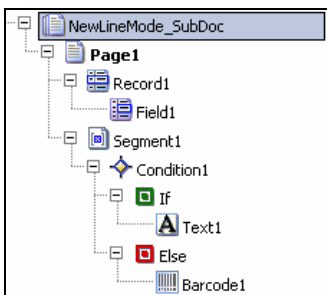 NewLineMode_SubDoc
Page1
Record1
Field1
Segment1
Condition1
If
Text1
Else
Barcode1